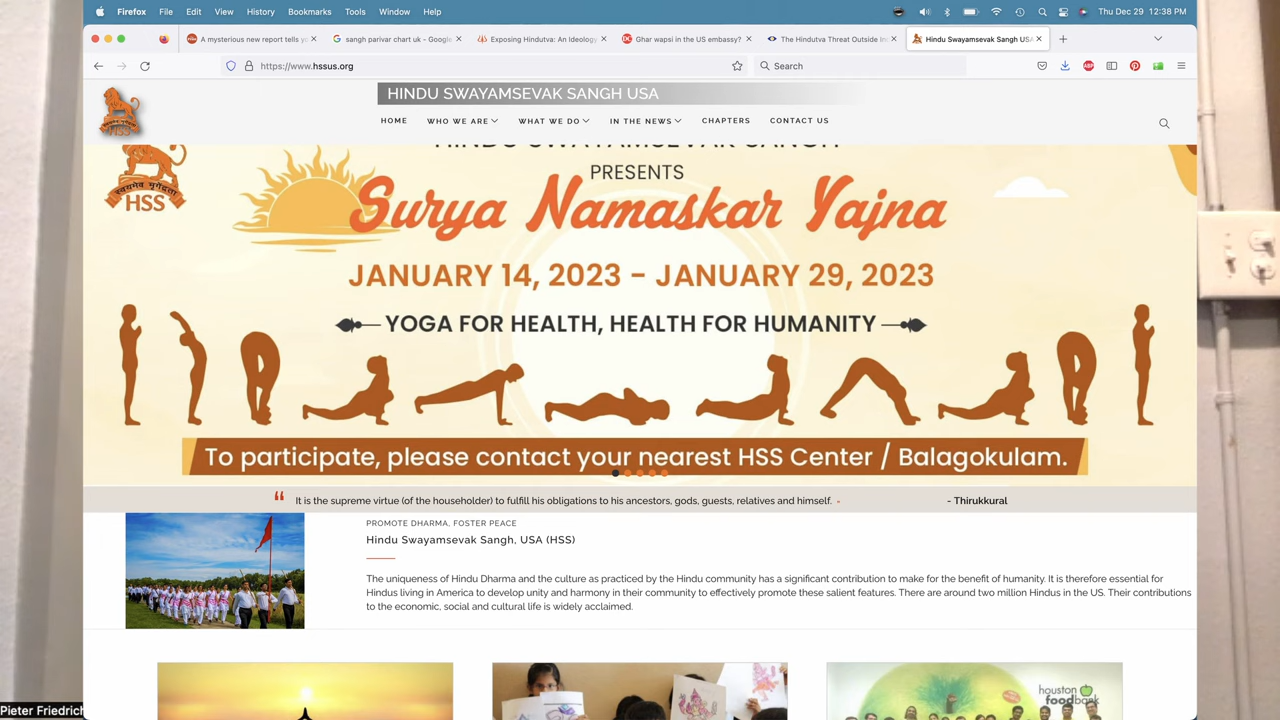 Firefox File Edit View History Bookmarks Tools Window Help Thu Dec 29 12:38 PM
A mysterious new report tells
sangh parivar chart uk - Google
Exposing Hindutva: An Ideology
Ghar wapsi in the US embassy?
The Hindutva Threat Outside
Hindu Swayamsevak Sangh USA
https://www.hssus.org
Search
HINDU SWAYAMSEVAK SANGH USA
HSS
HOME WHO WE ARE WHAT WE DO IN THE NEWS CHAPTERS CONTACT US
HINDU SWAYAMSEVAK SANGH
PRESENTS
स्वयमेव मृगेंद्रता
HSS
Surya Namaskar Yajna
JANUARY 14, 2023 - JANUARY 29, 2023
YOGA FOR HEALTH, HEALTH FOR HUMANITY
To participate, please contact your nearest HSS Center / Balagokulam.
“ It is the supreme virtue (of the householder) to fulfill his obligations to his ancestors, gods, guests, relatives and himself. - Thirukkural
PROMOTE DHARMA, FOSTER PEACE
Hindu Swayamsevak Sangh, USA (HSS)
The uniqueness of Hindu Dharma and the culture as practiced by the Hindu community has a significant contribution to make for the benefit of humanity. It is therefore essential for
Hindus living in America to develop unity and harmony in their community to effectively promote these salient features. There are around two million Hindus in the US. Their contributions
to the economic, social and cultural life is widely acclaimed.
houston
foodbank
Pieter Friedrich